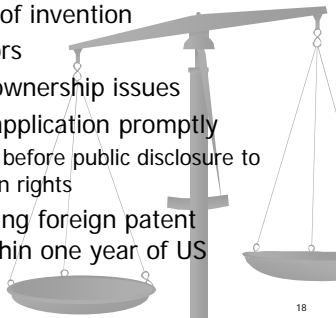 of invention
ors
ownership issues
application promptly
before public disclosure to
n rights
ng foreign patent
hin one year of US
18